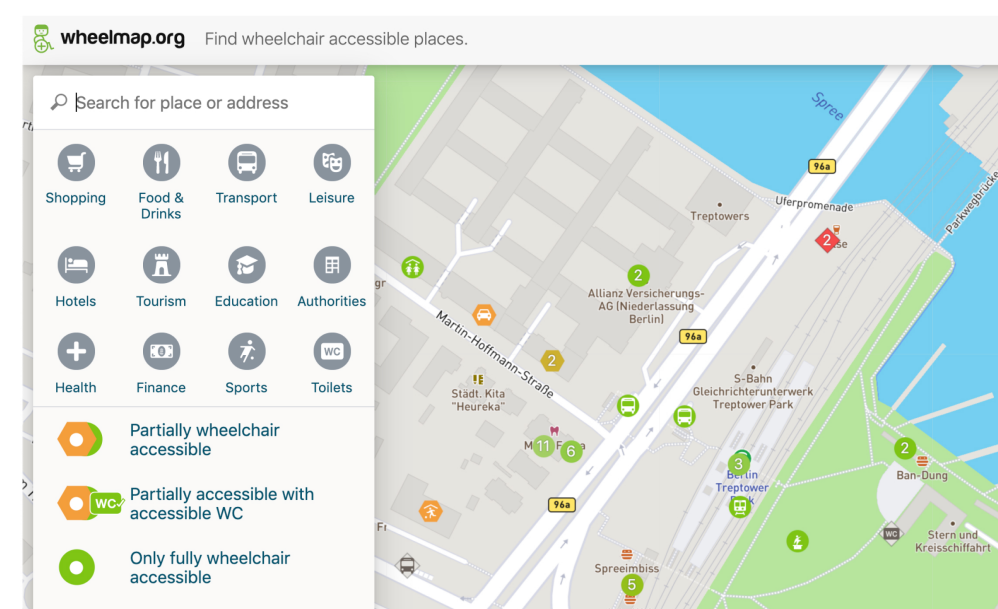 wheelmap.org Find wheelchair accessible places.
Search for place or address
Shopping
Food &
Drinks
Transport
Leisure
Hotels
Tourism
Education
Authorities
Health
Finance
Sports
WC
Toilets
Partially wheelchair
accessible
WC
Partially accessible with
accessible WC
Only fully wheelchair
accessible
Spree
96a
Uferpromenade
Parkwegbrücke
Treptowers
2
2
Allianz Versicherungs-
AG (Niederlassung
Berlin)
96a
Martin-Hoffmann-Straße
2
Städt. Kita
"Heureka"
S-Bahn
Gleichrichterunterwerk
Treptower Park
11
6
3
Berlin
Treptower
2
Ban-Dung
96a
WC
Stern und
Kreisschiffahrt
Spreeimbiss
5